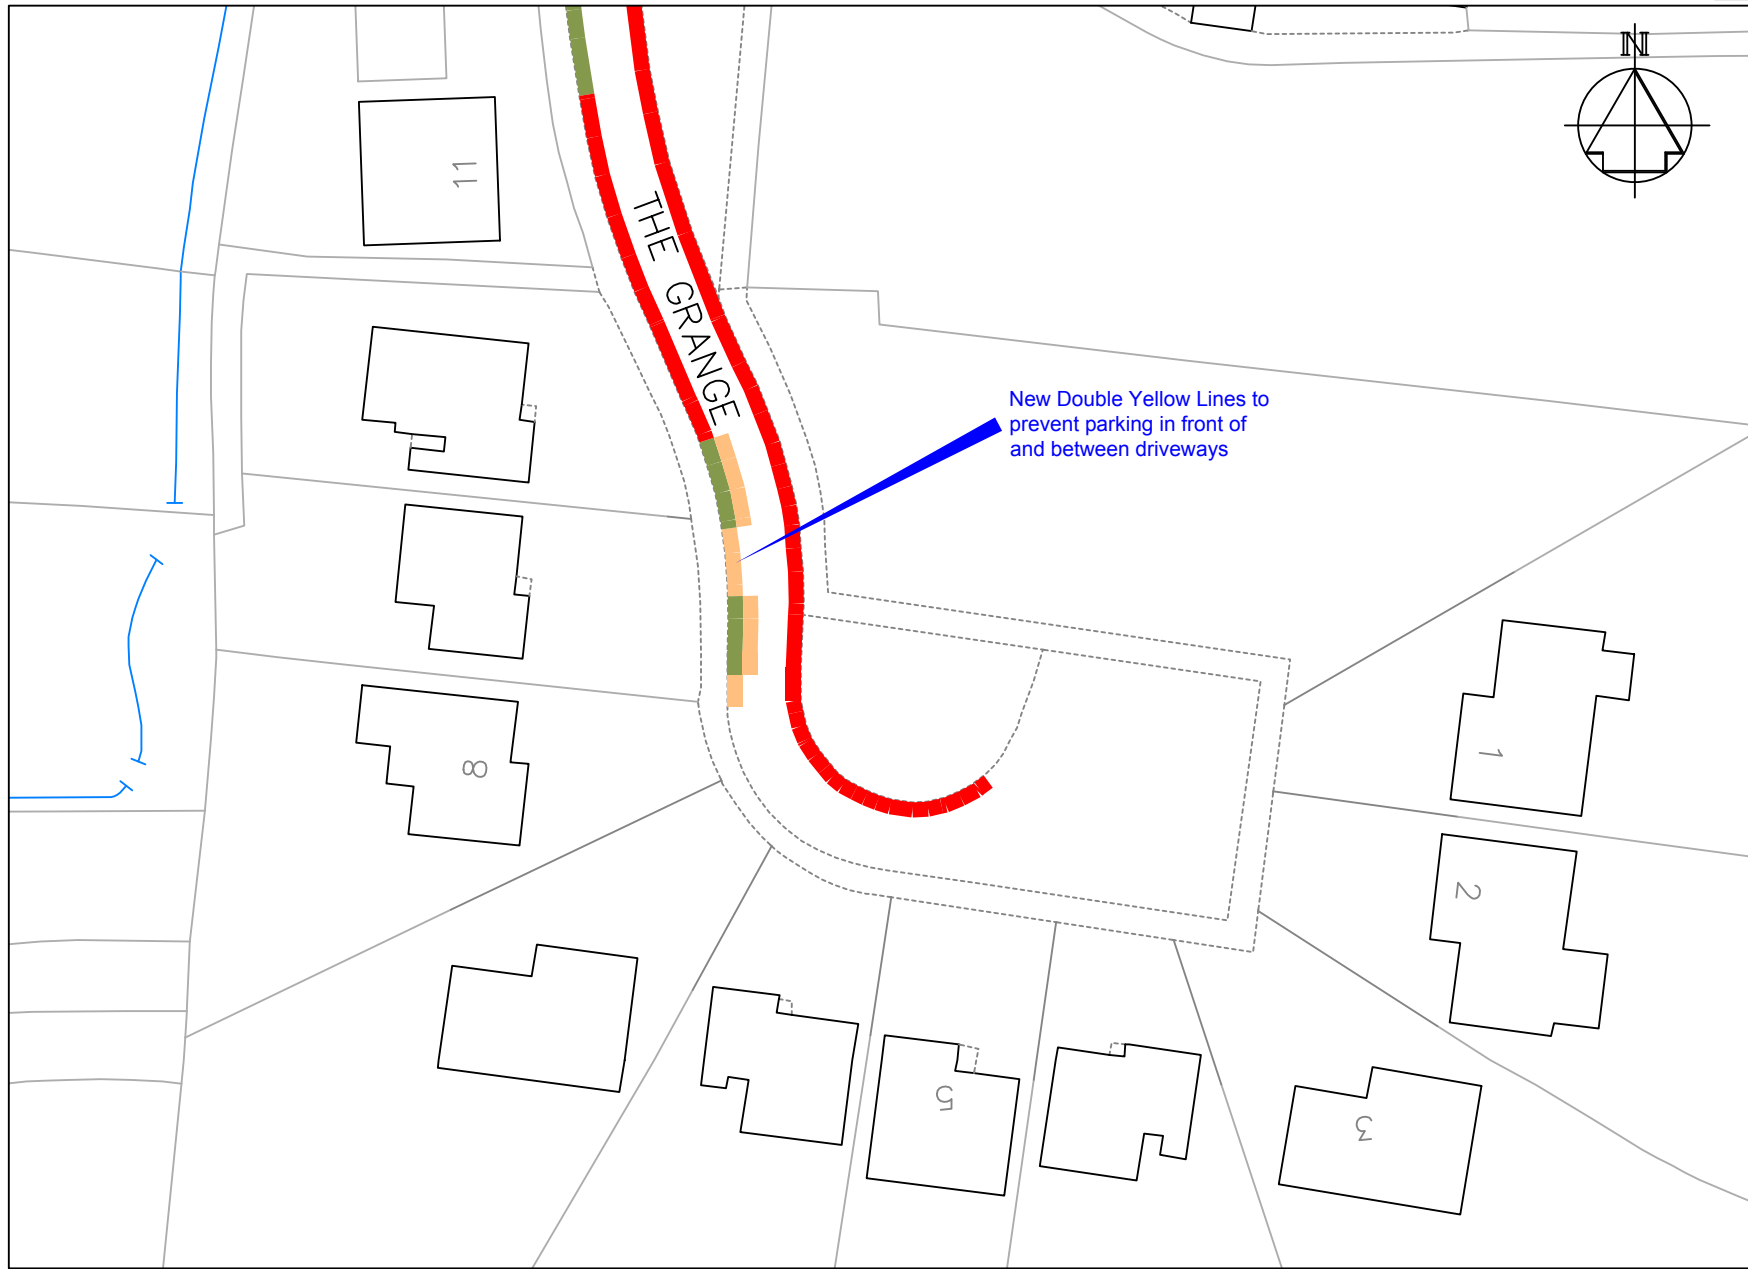 N
11
THE GRANGE
New Double Yellow Lines to
prevent parking in front of
and between driveways
8
1
2
5
3